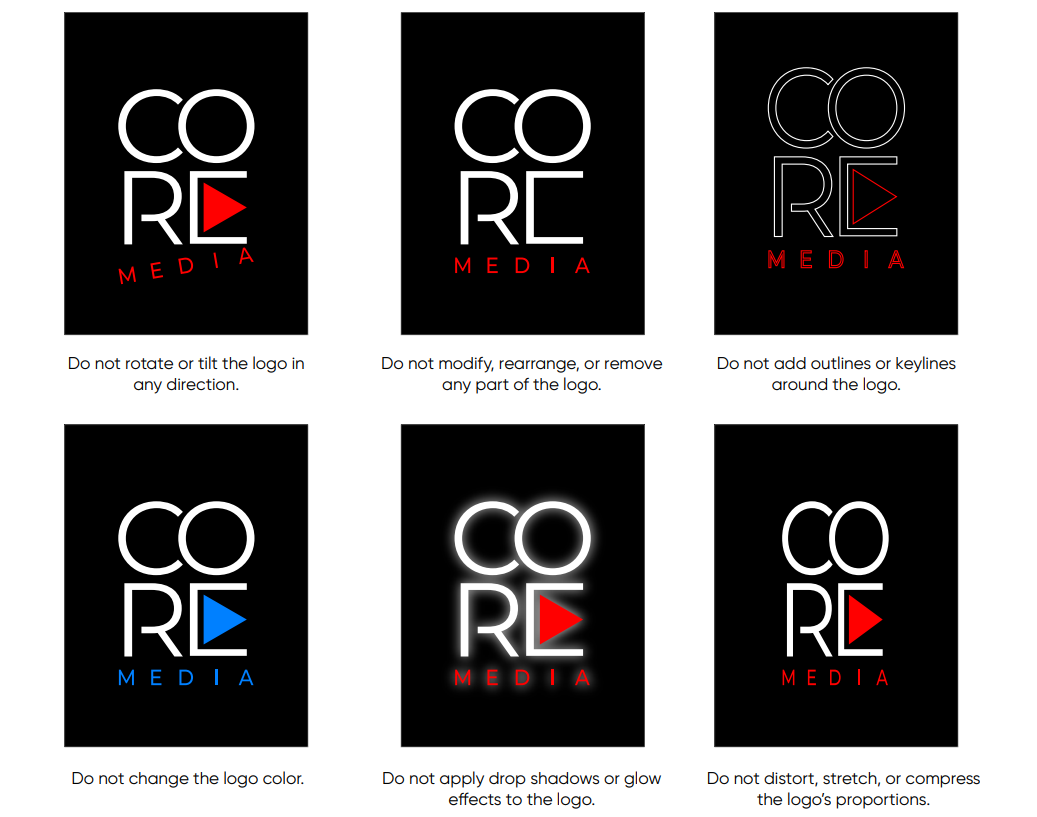 CO
RE
MEDIA
CO
RE
MEDIA
CO
RE
MEDIA
Do not rotate or tilt the logo in
any direction.
Do not modify, rearrange, or remove
any part of the logo.
Do not add outlines or keylines
around the logo.
CO
RE
MEDIA
CO
RE
MEDIA
CO
RE
MEDIA
Do not change the logo color.
Do not apply drop shadows or glow
effects to the logo.
Do not distort, stretch, or compress
the logo’s proportions.